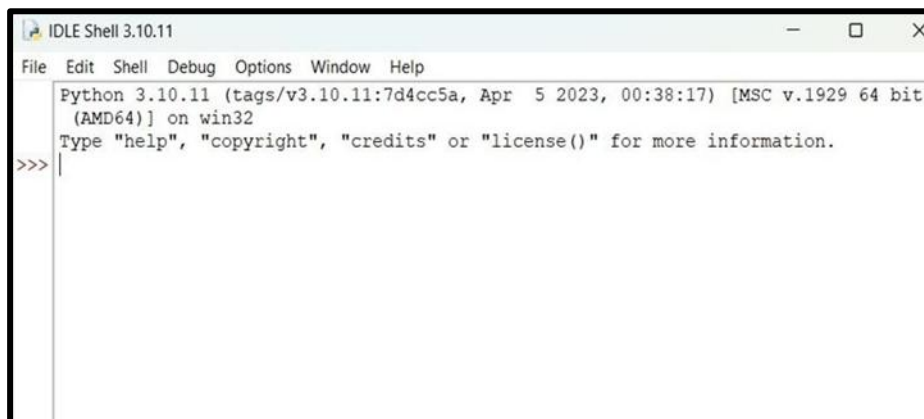 IDLE Shell 3.10.11
File Edit Shell Debug Options Window Help
Python 3.10.11 (tags/v3.10.11:7d4cc5a, Apr  5 2023, 00:38:17) [MSC v.1929 64 bit
(AMD64)] on win32
Type "help", "copyright", "credits" or "license()" for more information.
>>>